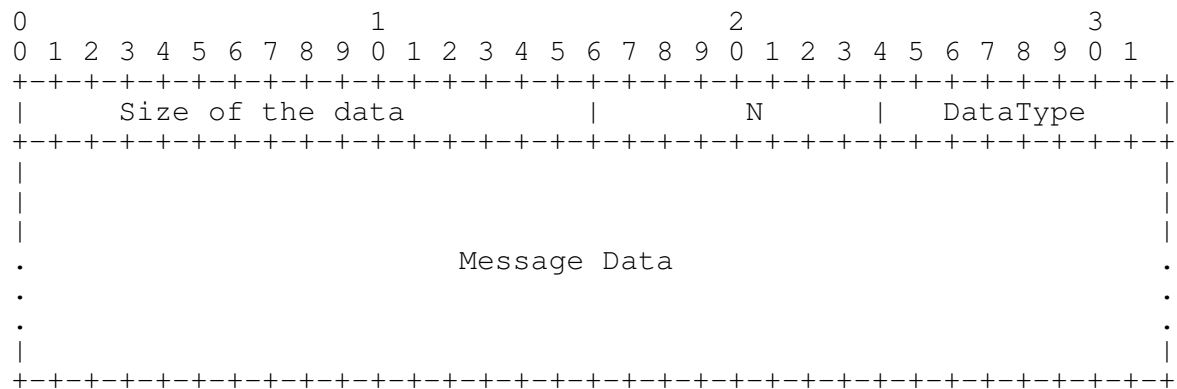 0                   1                   2                   3
0 1 2 3 4 5 6 7 8 9 0 1 2 3 4 5 6 7 8 9 0 1 2 3 4 5 6 7 8 9 0 1
+-+-+-+-+-+-+-+-+-+-+-+-+-+-+-+-+-+-+-+-+-+-+-+-+-+-+-+-+-+-+-+-+
|     Size of the data          |       N       |   DataType    |
+-+-+-+-+-+-+-+-+-+-+-+-+-+-+-+-+-+-+-+-+-+-+-+-+-+-+-+-+-+-+-+-+
|                                                               |
|                                                               |
|                                                               |
.                        Message Data                           .
.                                                               .
.                                                               .
|                                                               |
+-+-+-+-+-+-+-+-+-+-+-+-+-+-+-+-+-+-+-+-+-+-+-+-+-+-+-+-+-+-+-+-+